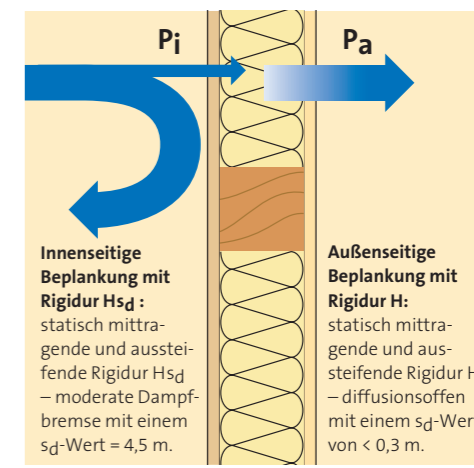 Pi
Pa
Innenseitige
Beplankung mit
Rigidur Hsd :
statisch mittra-
gende und ausstei-
fende Rigidur Hsd
– moderate Dampf-
bremse mit einem
sd-Wert = 4,5 m.
Außenseitige
Beplankung mit
Rigidur H:
statisch mittra-
gende und aus-
steifende Rigidur H
– diffusionsoffen
mit einem sd-Wert
von < 0,3 m.